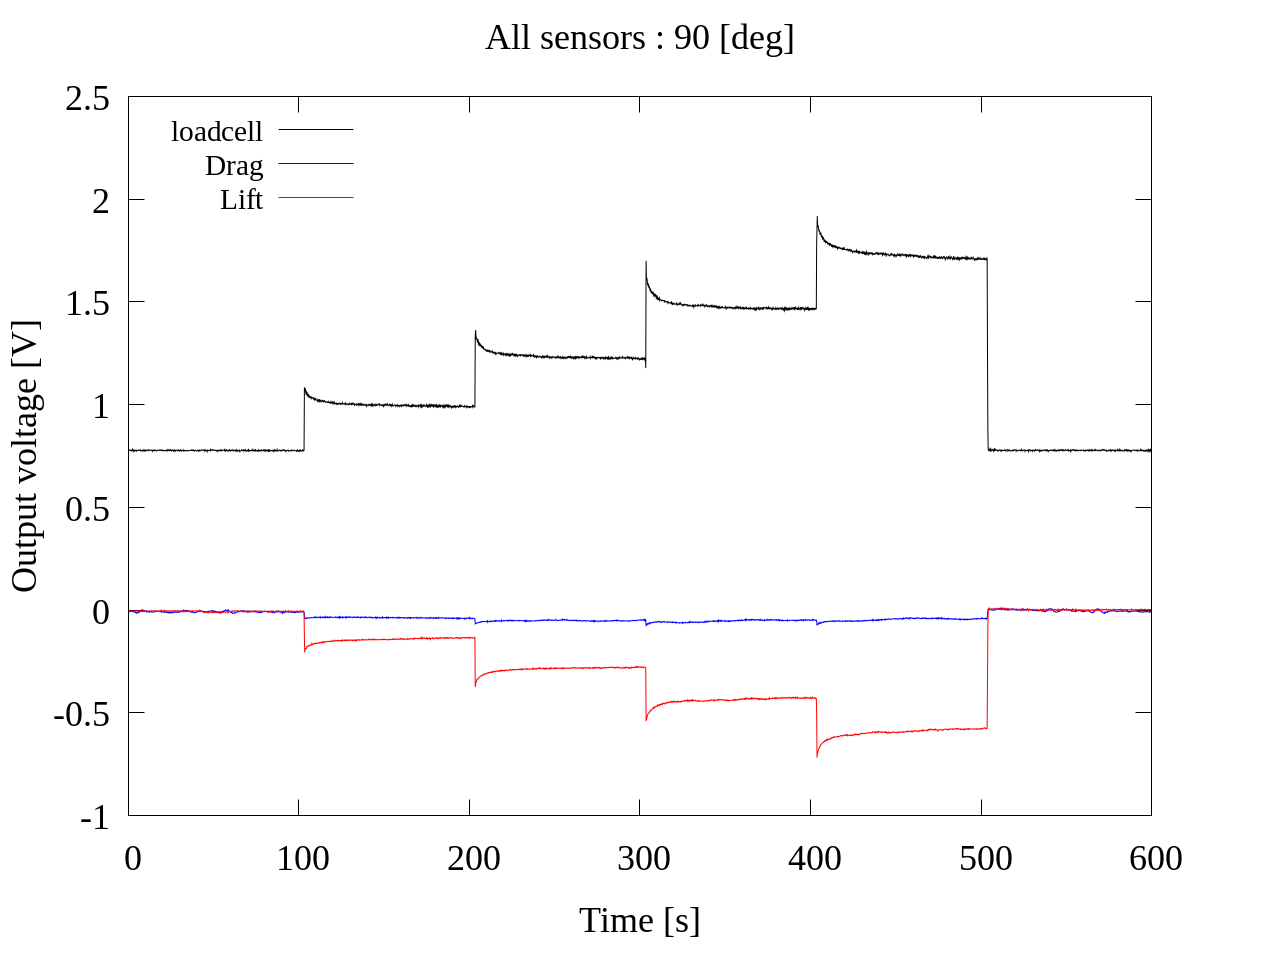 All sensors : 90 [deg]
2.5
2
1.5
1
0.5
0
-0.5
-1
loadcell
Drag
Lift
Output voltage [V]
0 100 200 300 400 500 600
Time [s]